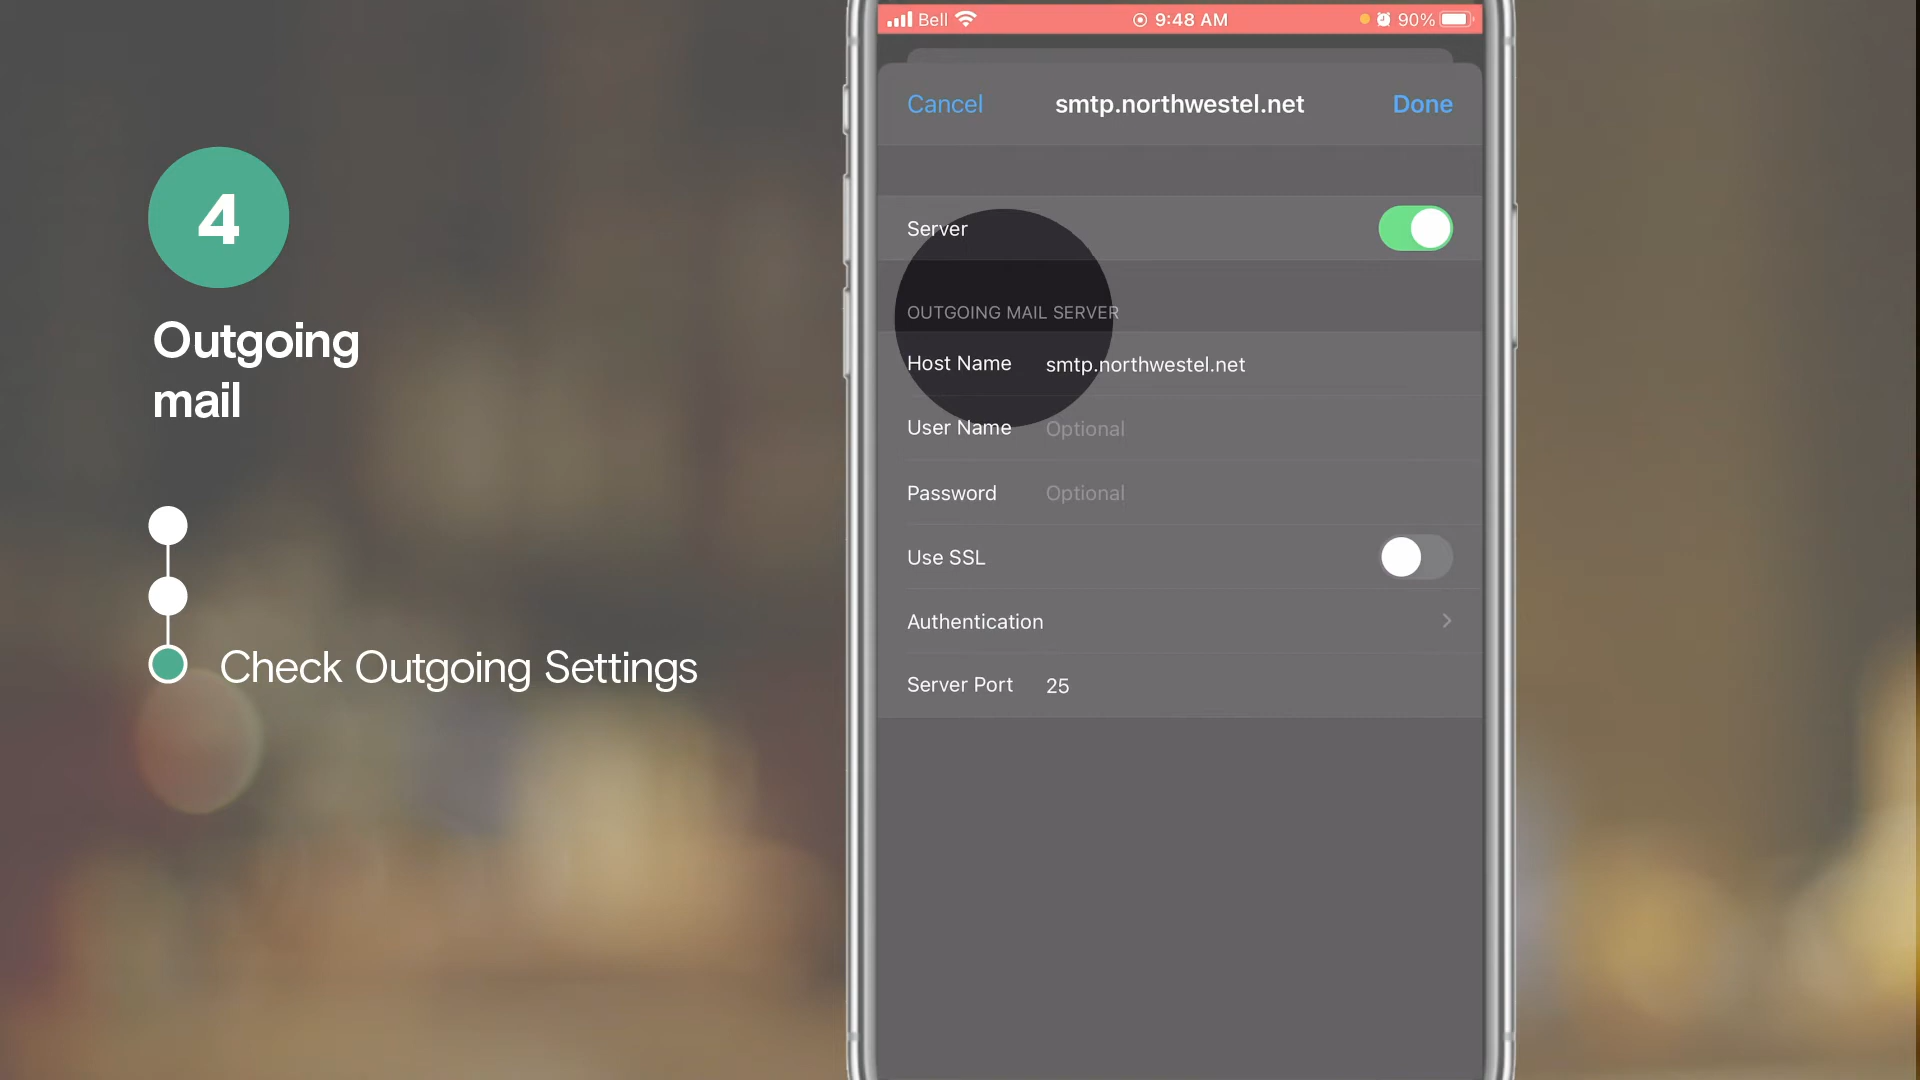 4
Outgoing
mail
Check Outgoing Settings
Bell 9:48 AM 90%
Cancel smtp.northwestel.net Done
Server
OUTGOING MAIL SERVER
Host Name smtp.northwestel.net
User Name Optional
Password Optional
Use SSL
Authentication
Server Port 25